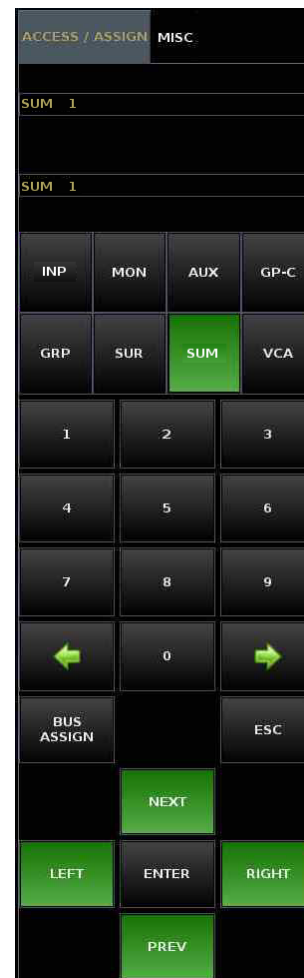 ACCESS / ASSIGN MISC
SUM 1
SUM 1
INP MON AUX GP-C
GRP SUR SUM VCA
1 2 3
4 5 6
7 8 9
0
BUS ASSIGN ESC
NEXT
LEFT ENTER RIGHT
PREV